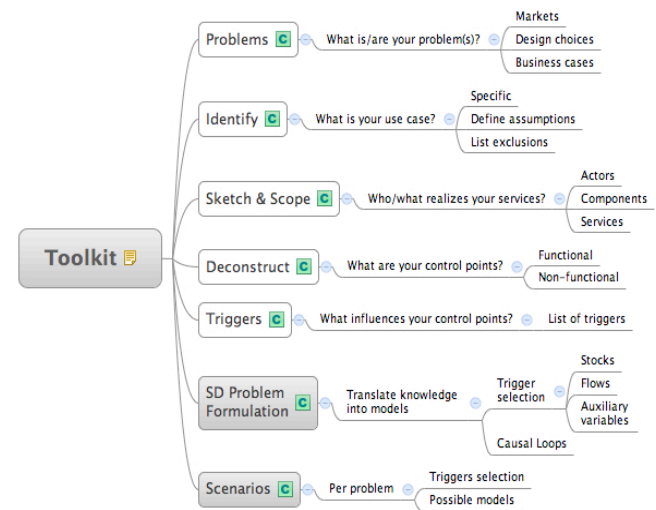 Toolkit
Problems C
What is/are your problem(s)?
Markets
Design choices
Business cases
Identify C
What is your use case?
Specific
Define assumptions
List exclusions
Sketch & Scope C
Who/what realizes your services?
Actors
Components
Services
Deconstruct C
What are your control points?
Functional
Non-functional
Triggers C
What influences your control points?
List of triggers
SD Problem
Formulation C
Translate knowledge
into models
Trigger
selection
Stocks
Flows
Auxiliary
variables
Causal Loops
Scenarios C
Per problem
Triggers selection
Possible models